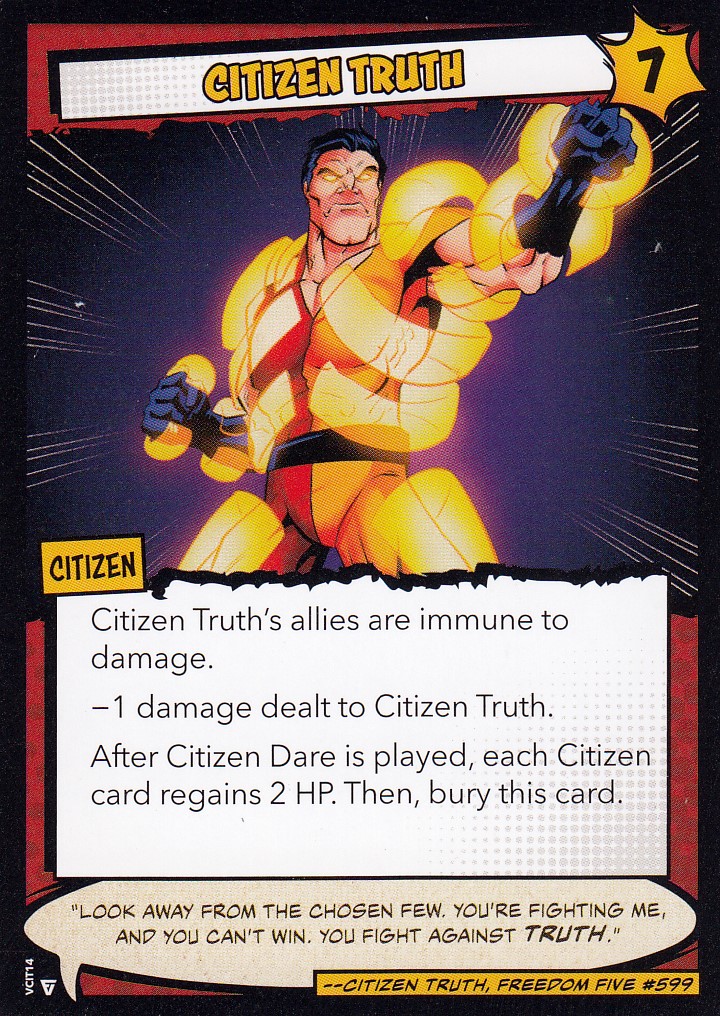 CITIZEN TRUTH
7
CITIZEN
Citizen Truth's allies are immune to
damage.
−1 damage dealt to Citizen Truth.
After Citizen Dare is played, each Citizen
card regains 2 HP. Then, bury this card.
"LOOK AWAY FROM THE CHOSEN FEW. YOU'RE FIGHTING ME,
AND YOU CAN'T WIN. YOU FIGHT AGAINST TRUTH."
--CITIZEN TRUTH, FREEDOM FIVE #599
VCIT14